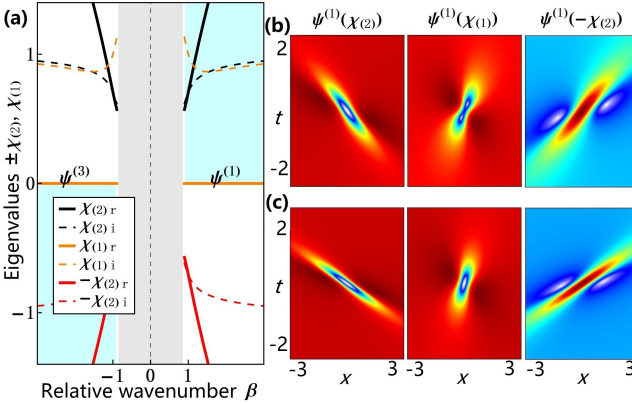 (a)
Eigenvalues ±χ(2), χ(1)
1
0
−1
ψ(3)
ψ(1)
χ(2) r
χ(2) i
χ(1) r
χ(1) i
−χ(2) r
−χ(2) i
−1 0 1
Relative wavenumber β
(b)
ψ(1)(χ(2)) ψ(1)(χ(1)) ψ(1)(−χ(2))
2
t
-2
(c)
2
t
-2
-3 3 -3 3 -3 3
x x x